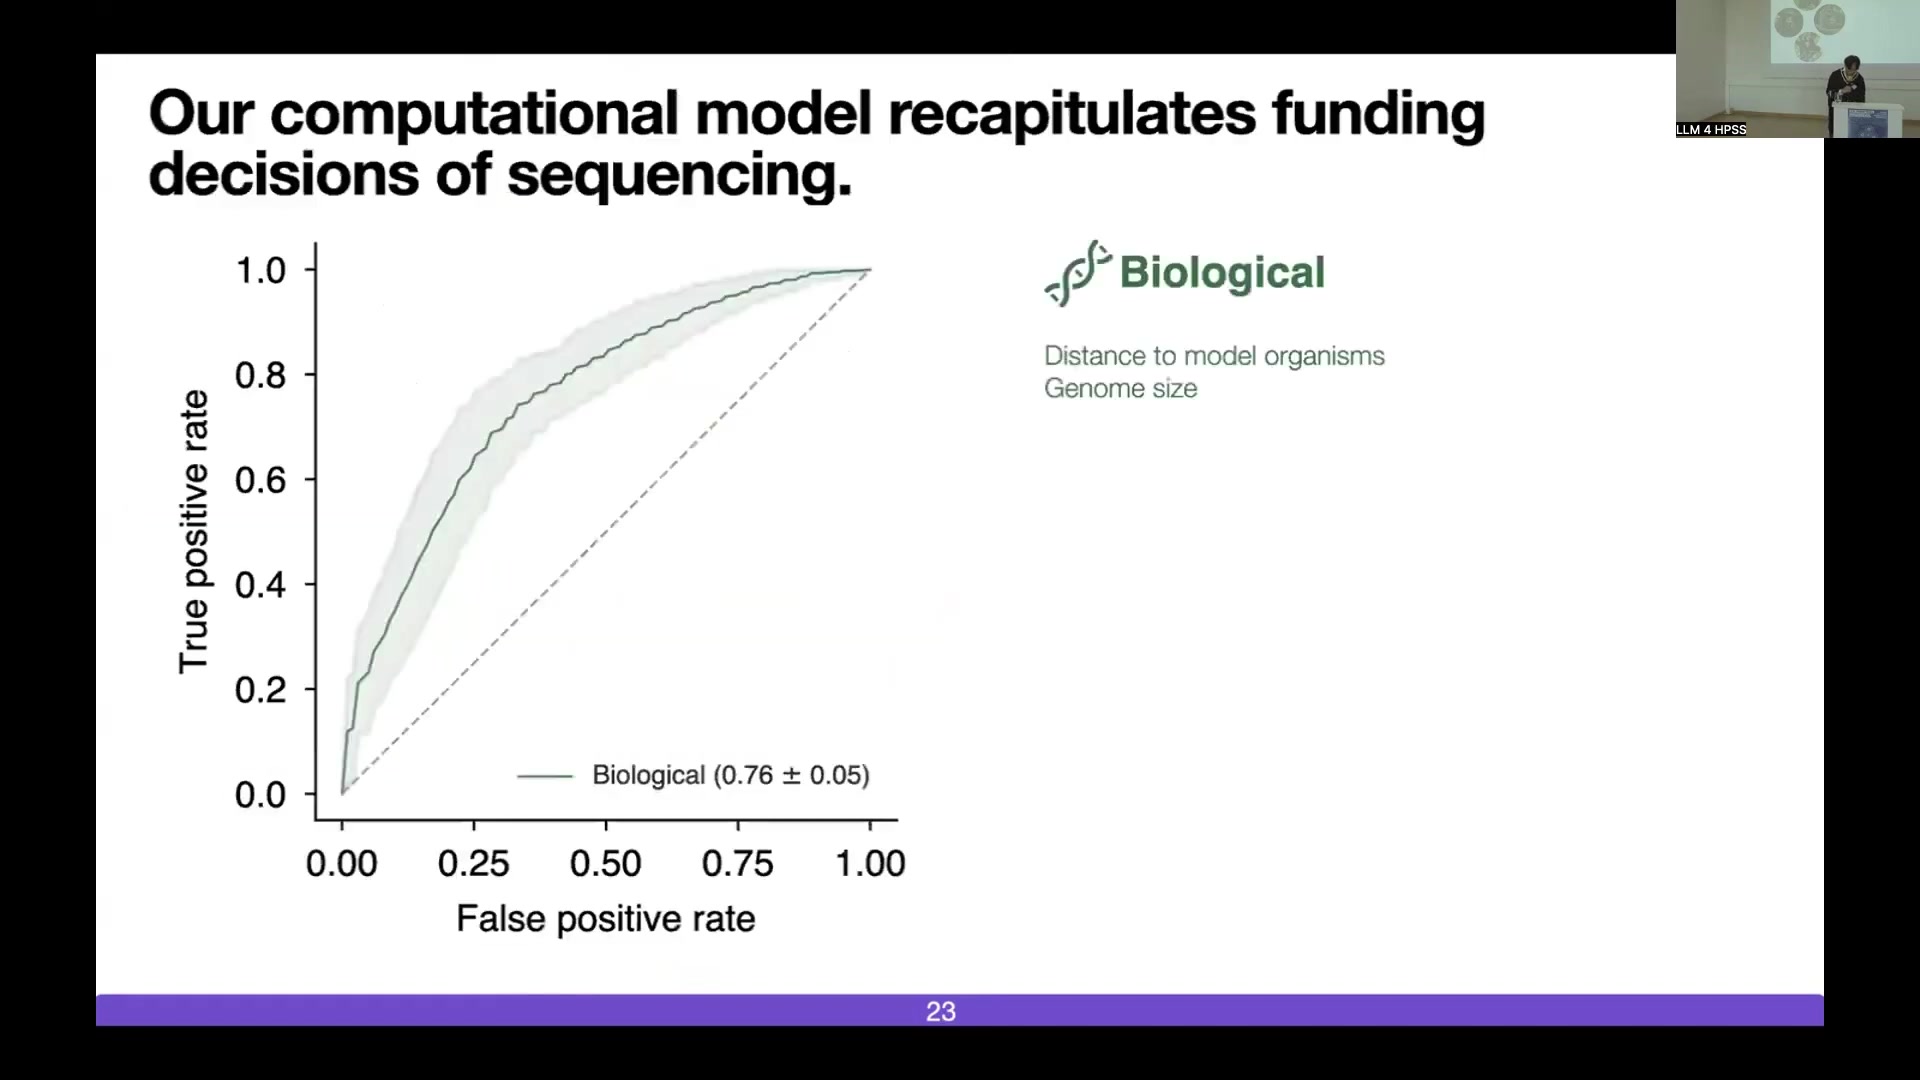 Our computational model recapitulates funding
decisions of sequencing.
LLM 4 HPSS
Biological
Distance to model organisms
Genome size
True positive rate
1.0
0.8
0.6
0.4
0.2
0.0
Biological (0.76 ± 0.05)
0.00 0.25 0.50 0.75 1.00
False positive rate
23